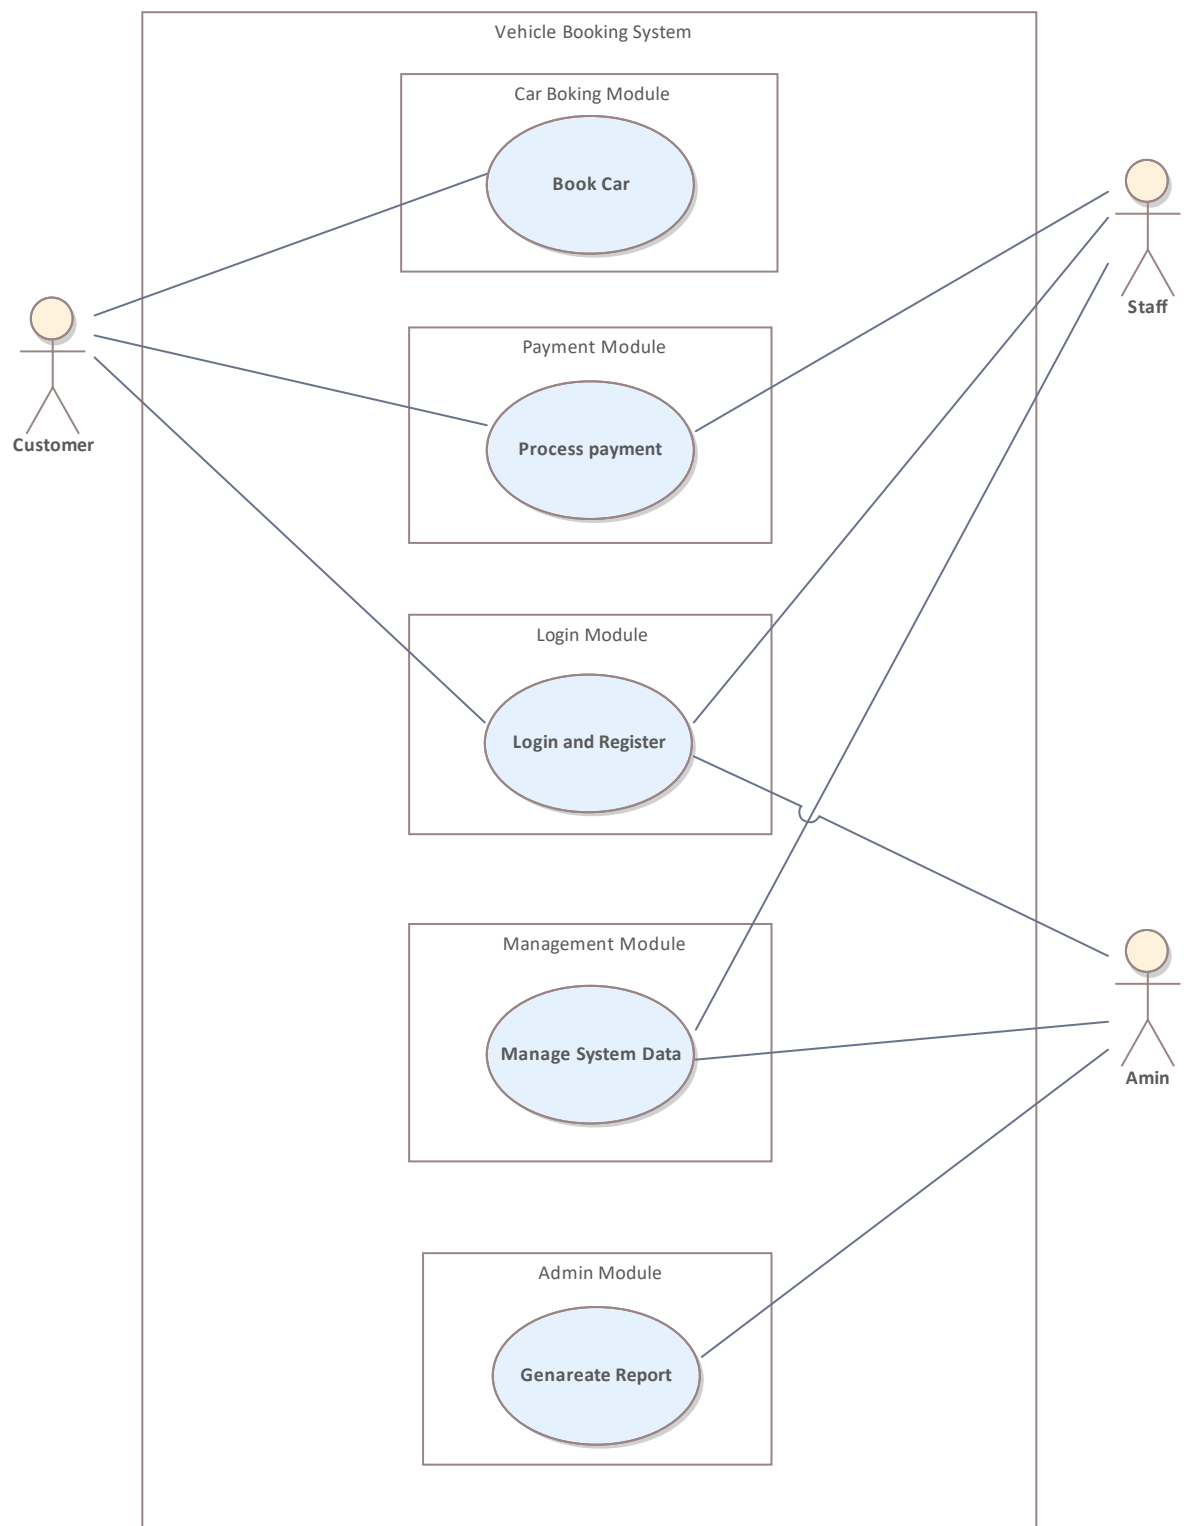 Vehicle Booking System
Car Boking Module
Book Car
Staff
Payment Module
Customer
Process payment
Login Module
Login and Register
Management Module
Manage System Data
Amin
Admin Module
Genareate Report